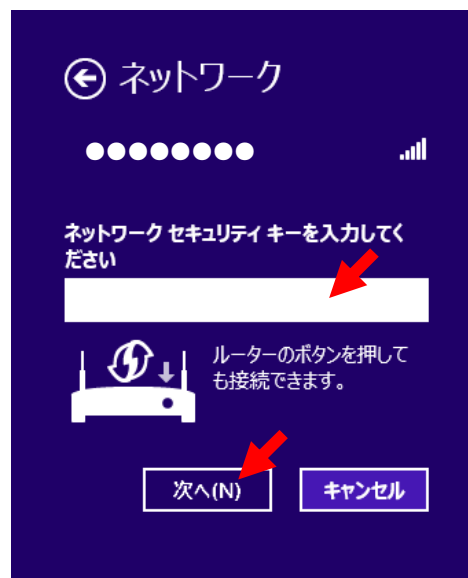 ネットワーク
●●●●●●●●
ネットワーク セキュリティ キーを入力してく
ださい
ルーターのボタンを押して
も接続できます。
次へ(N)
キャンセル